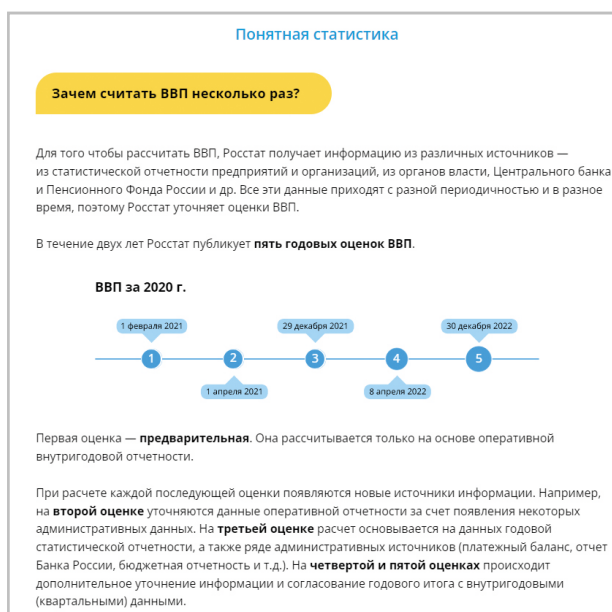 Понятная статистика
Зачем считать ВВП несколько раз?
Для того чтобы рассчитать ВВП, Росстат получает информацию из различных источников —
из статистической отчетности предприятий и организаций, из органов власти, Центрального банка
и Пенсионного Фонда России и др. Все эти данные приходят с разной периодичностью и в разное
время, поэтому Росстат уточняет оценки ВВП.
В течение двух лет Росстат публикует пять годовых оценок ВВП.
ВВП за 2020 г.
1 февраля 2021
29 декабря 2021
30 декабря 2022
1 2 3 4 5
1 апреля 2021
8 апреля 2022
Первая оценка — предварительная. Она рассчитывается только на основе оперативной
внутригодовой отчетности.
При расчете каждой последующей оценки появляются новые источники информации. Например,
на второй оценке уточняются данные оперативной отчетности за счет появления некоторых
административных данных. На третьей оценке расчет основывается на данных годовой
статистической отчетности, а также ряде административных источников (платежный баланс, отчет
Банка России, бюджетная отчетность и т.д.). На четвертой и пятой оценках происходит
дополнительное уточнение информации и согласование годового итога с внутригодовыми
(квартальными) данными.